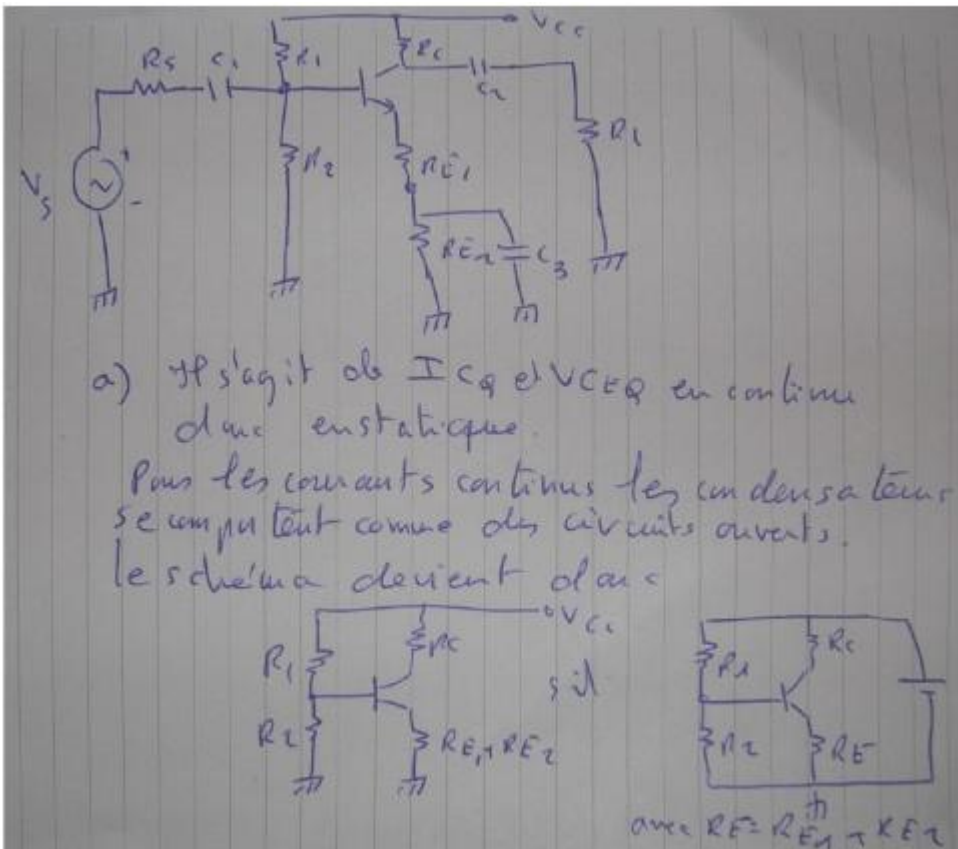 Vcc
Rs C1 R1 Rc
C2
Vs + - R2 RE1 RL
RE2 C3
a) Il s'agit de ICQ et VCEQ en continu
donc en statique.
Pour les courants continus les condensateurs
se comportent comme des circuits ouverts.
le schéma devient donc
Vcc
R1 Rc R1 Rc
soit
R2 RE1 + RE2 R2 RE
avec RE = RE1 + RE2